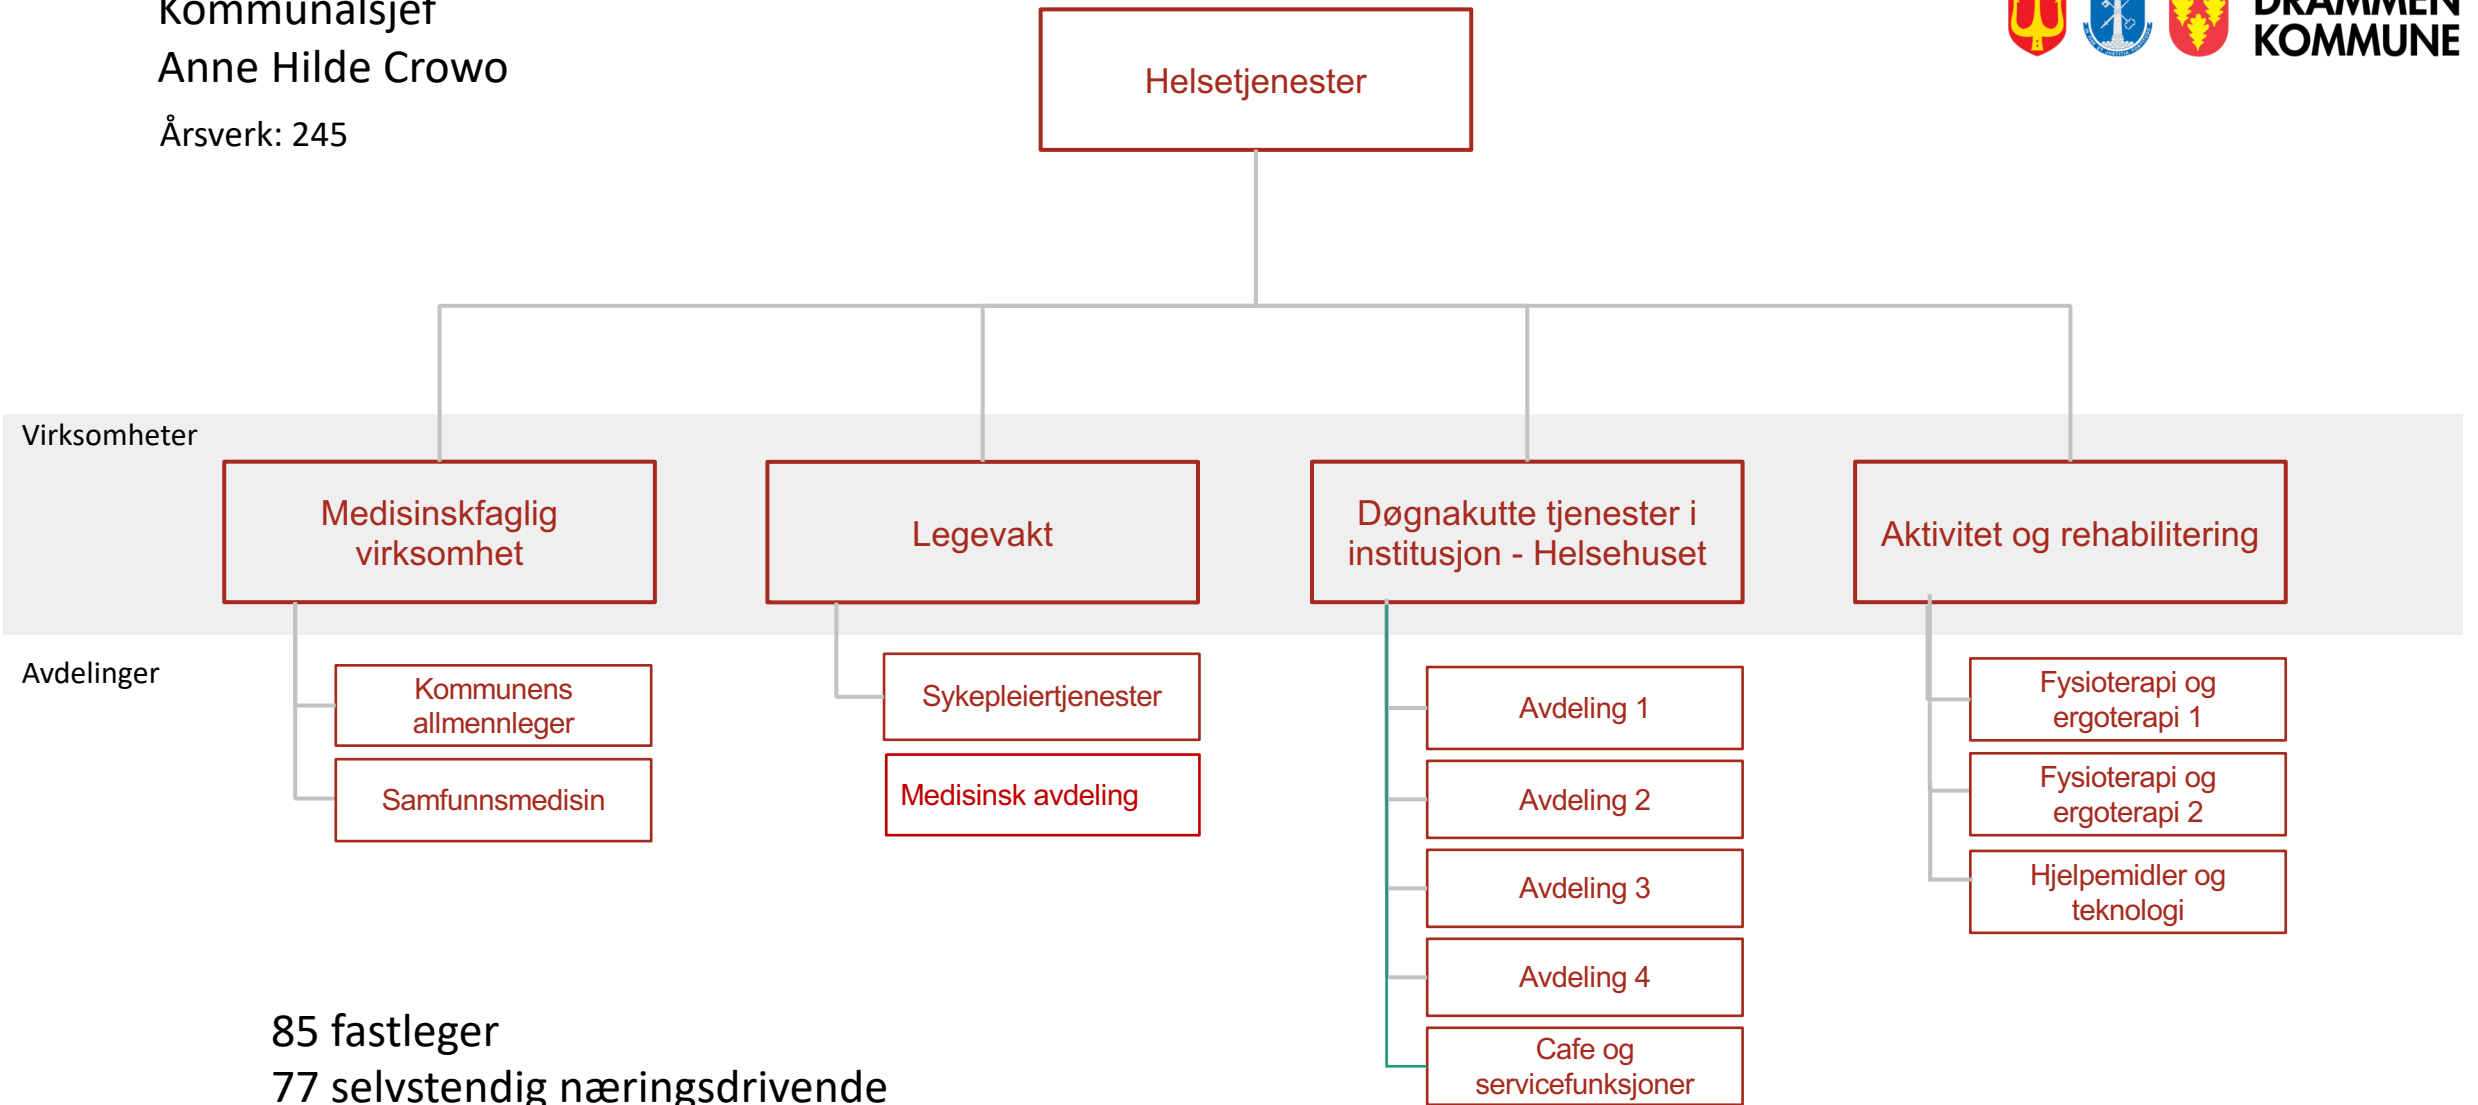 Kommunalsjef
Anne Hilde Crowo
Årsverk: 245
DRAMMEN
KOMMUNE
Helsetjenester
Virksomheter
Medisinskfaglig
virksomhet
Legevakt
Døgnakutte tjenester i
institusjon - Helsehuset
Aktivitet og rehabilitering
Avdelinger
Kommunens
allmennleger
Samfunnsmedisin
Sykepleiertjenester
Medisinsk avdeling
Avdeling 1
Avdeling 2
Avdeling 3
Avdeling 4
Cafe og
servicefunksjoner
Fysioterapi og
ergoterapi 1
Fysioterapi og
ergoterapi 2
Hjelpemidler og
teknologi
85 fastleger
77 selvstendig næringsdrivende